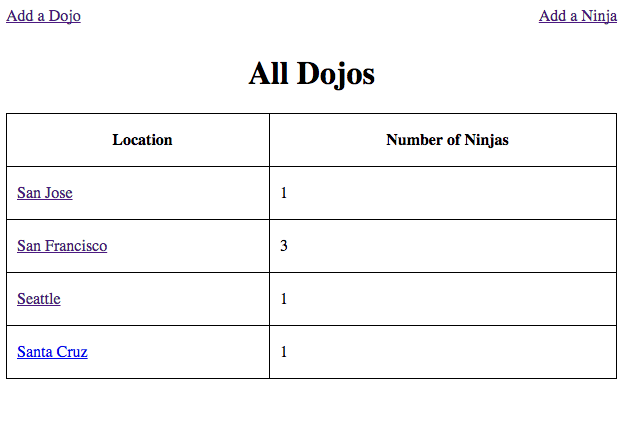 Add a Dojo Add a Ninja
All Dojos
Location Number of Ninjas
San Jose 1
San Francisco 3
Seattle 1
Santa Cruz 1